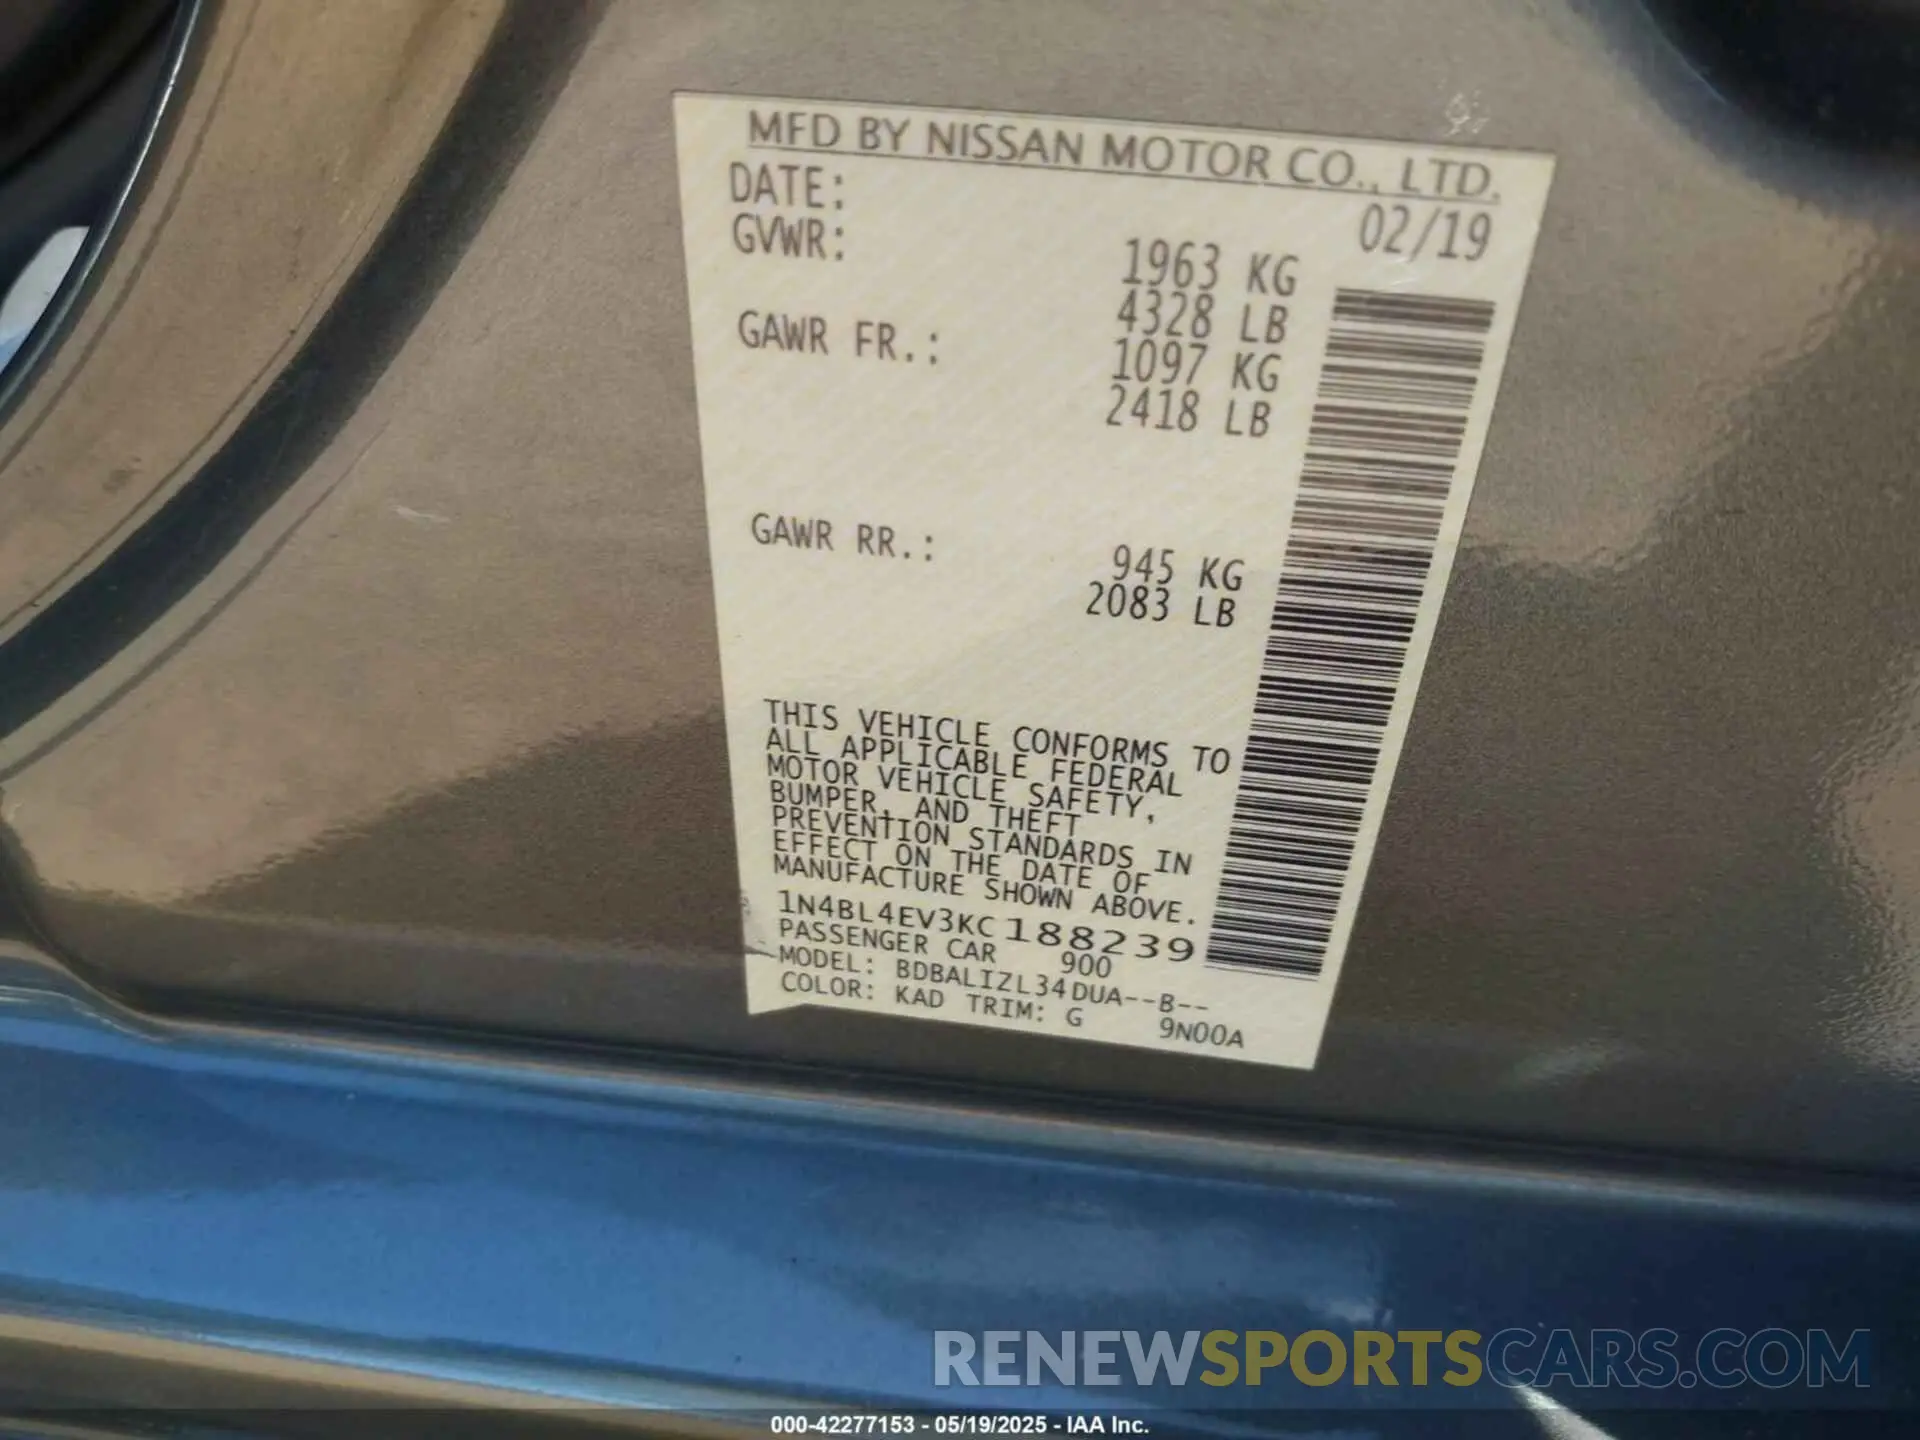 MFD BY NISSAN MOTOR CO., LTD.
DATE: 02/19
GVWR: 1963 KG
4328 LB
GAWR FR.: 1097 KG
2418 LB
GAWR RR.: 945 KG
2083 LB
THIS VEHICLE CONFORMS TO
ALL APPLICABLE FEDERAL
MOTOR VEHICLE SAFETY,
BUMPER, AND THEFT
PREVENTION STANDARDS IN
EFFECT ON THE DATE OF
MANUFACTURE SHOWN ABOVE.
1N4BL4EV3KC188239
PASSENGER CAR 900
MODEL: BDBALIZL34DUA--B--
COLOR: KAD TRIM: G 9N00A
RENEWSPORTSCARS.COM
000-42277153 - 05/19/2025 - IAA Inc.